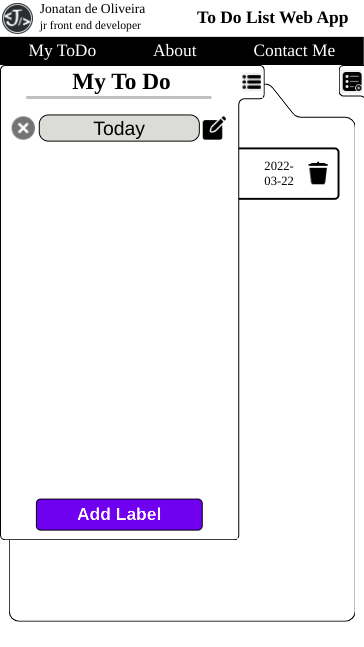 Jonatan de Oliveira
jr front end developer
To Do List Web App
My ToDo
About
Contact Me
My To Do
Today
2022-
03-22
Add Label